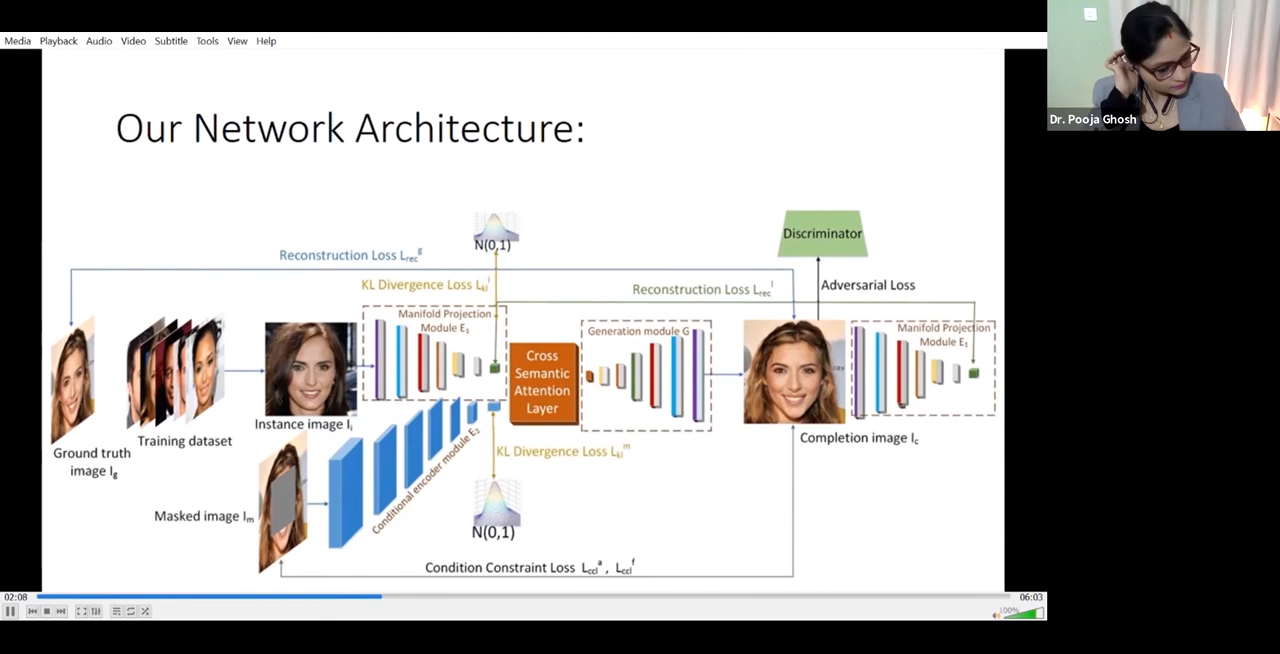 Media Playback Audio Video Subtitle Tools View Help
Dr. Pooja Ghosh
Our Network Architecture:
Discriminator
N(0,1)
Reconstruction Loss Lrec^g
KL Divergence Loss Lkl^i
Reconstruction Loss Lrec^i
Adversarial Loss
Manifold Projection
Module E1
Generation module G
Manifold Projection
Module E1
Cross
Semantic
Attention
Layer
Instance image Ii
Training dataset
Ground truth
image Ig
Completion image Ic
Conditional encoder module E2
KL Divergence Loss Lkl^m
Masked image Im
N(0,1)
Condition Constraint Loss Lccl^a , Lccl^f
02:08
06:03
100%